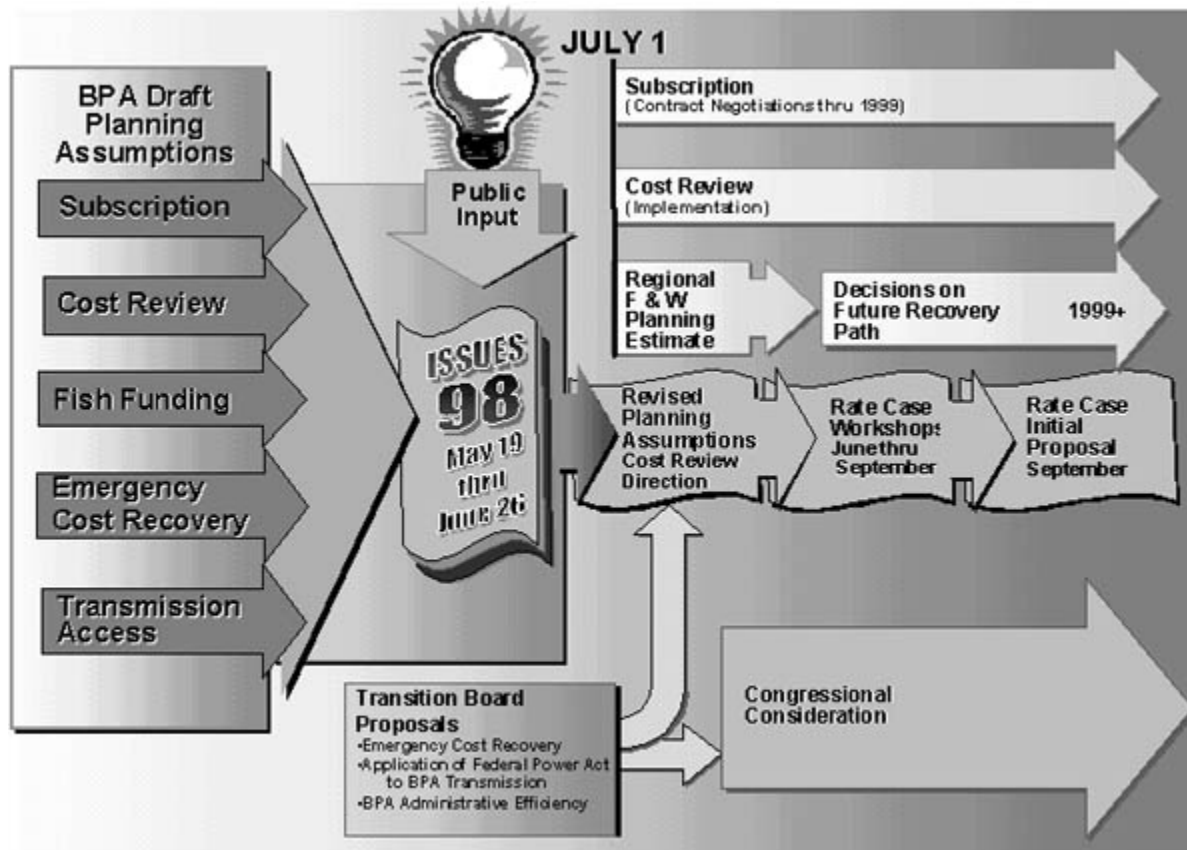 BPA Draft
Planning
Assumptions
Subscription
Cost Review
Fish Funding
Emergency
Cost Recovery
Transmission
Access
Public
Input
ISSUES
98
May 19
thru
June 26
JULY 1
Subscription
(Contract Negotiations thru 1999)
Cost Review
(Implementation)
Regional
F & W
Planning
Estimate
Decisions on
Future Recovery
Path
1999+
Revised
Planning
Assumptions
Cost Review
Direction
Rate Case
Workshops
June thru
September
Rate Case
Initial
Proposal
September
Transition Board
Proposals
•Emergency Cost Recovery
•Application of Federal Power Act
to BPA Transmission
•BPA Administrative Efficiency
Congressional
Consideration